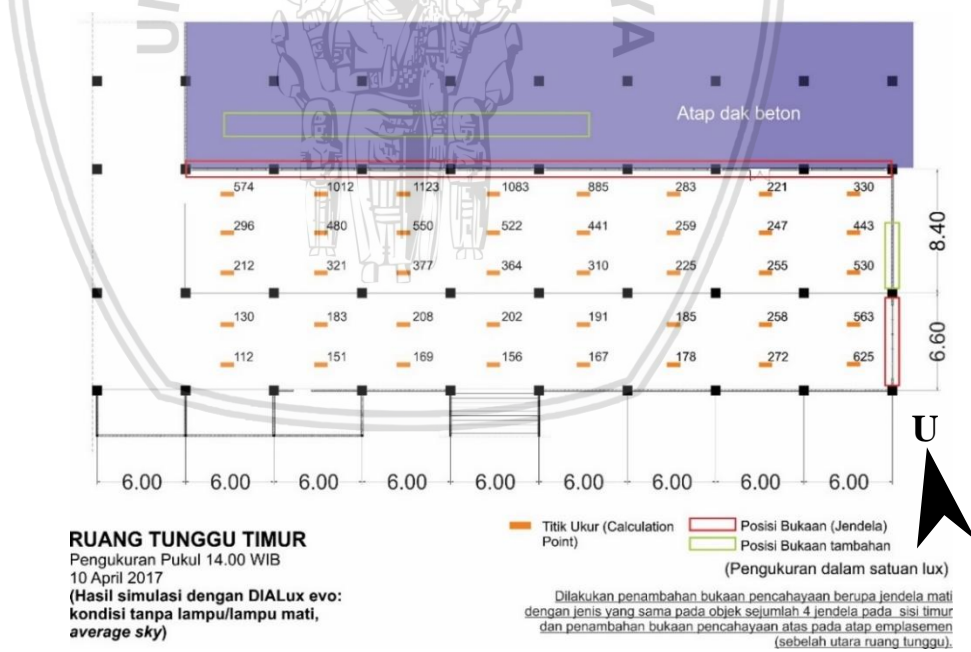 Atap dak beton
574 1012 1123 1083 885 283 221 330
296 480 550 522 441 259 247 443
212 321 377 364 310 225 255 530
8.40
130 183 208 202 191 185 258 563
112 151 169 156 167 178 272 625
6.60
U
6.00 6.00 6.00 6.00 6.00 6.00 6.00 6.00 6.00
RUANG TUNGGU TIMUR
Pengukuran Pukul 14.00 WIB
10 April 2017
(Hasil simulasi dengan DIALux evo:
kondisi tanpa lampu/lampu mati,
average sky)
Titik Ukur (Calculation
Point)
Posisi Bukaan (Jendela)
Posisi Bukaan tambahan
(Pengukuran dalam satuan lux)
Dilakukan penambahan bukaan pencahayaan berupa jendela mati
dengan jenis yang sama pada objek sejumlah 4 jendela pada sisi timur
dan penambahan bukaan pencahayaan atas pada atap emplasemen
(sebelah utara ruang tunggu).